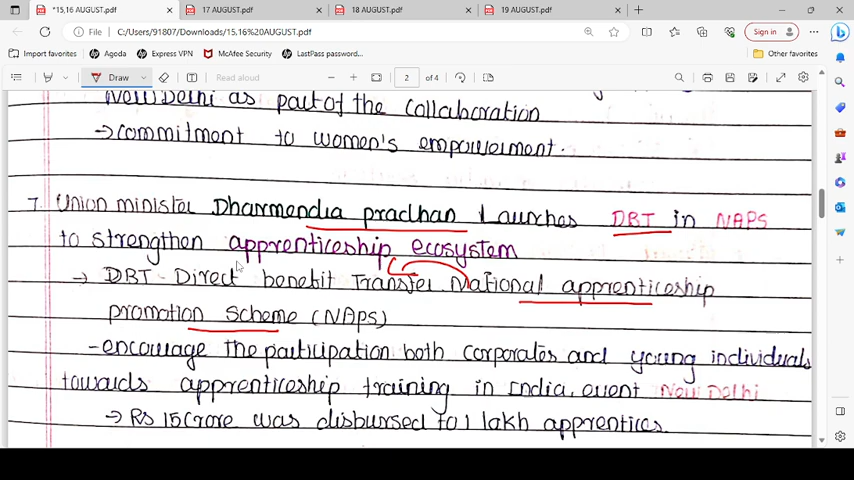 *15,16 AUGUST.pdf
17 AUGUST.pdf
18 AUGUST.pdf
19 AUGUST.pdf
File C:/Users/91807/Downloads/15,16%20AUGUST.pdf
Sign in
Import favorites
Agoda
Express VPN
McAfee Security
LastPass password...
Other favorites
Draw
Read aloud
2 of 4
New Delhi as part of the collaboration
→commitment to women's empowerment.
7. Union minister Dharmendra pradhan Launches DBT in NAPS
to strengthen apprenticeship ecosystem
→ DBT - Direct benefit Transfer National apprenticeship
promotion Scheme (NAPS)
-encourage The participation both corporates and young individuals
towards apprenticeship training in India, event New Delhi
→ Rs 15 Crore was disbursed to 1 lakh apprentices.